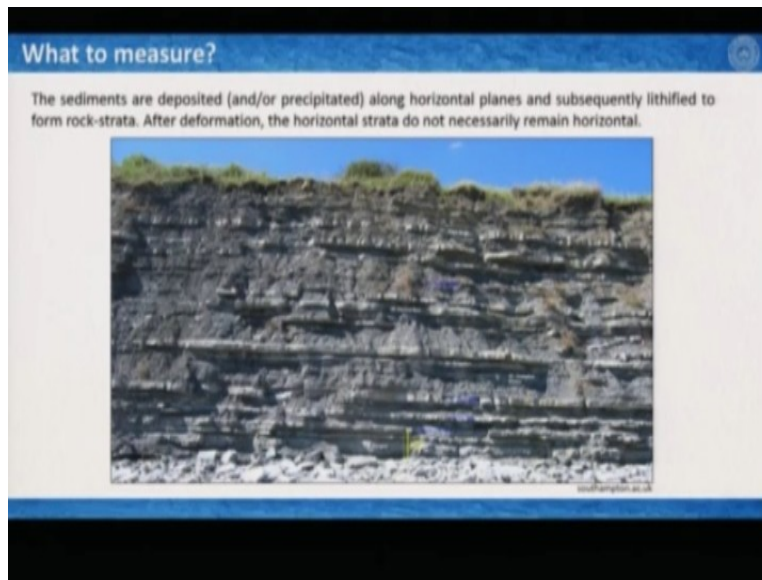 What to measure?
The sediments are deposited (and/or precipitated) along horizontal planes and subsequently lithified to
form rock-strata. After deformation, the horizontal strata do not necessarily remain horizontal.
southampton.ac.uk